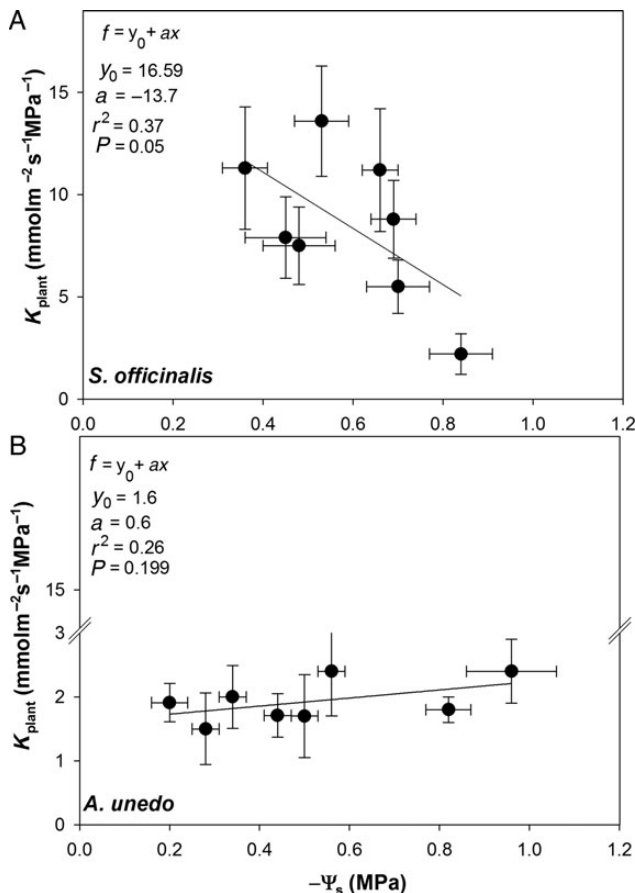 A
f = y₀ + ax
y₀ = 16.59
a = −13.7
r² = 0.37
P = 0.05
15
10
5
0
Kplant (mmolm⁻²s⁻¹MPa⁻¹)
S. officinalis
0.0 0.2 0.4 0.6 0.8 1.0 1.2
B
f = y₀ + ax
y₀ = 1.6
a = 0.6
r² = 0.26
P = 0.199
15
3
2
1
0
Kplant (mmolm⁻²s⁻¹MPa⁻¹)
A. unedo
0.0 0.2 0.4 0.6 0.8 1.0 1.2
−Ψs (MPa)